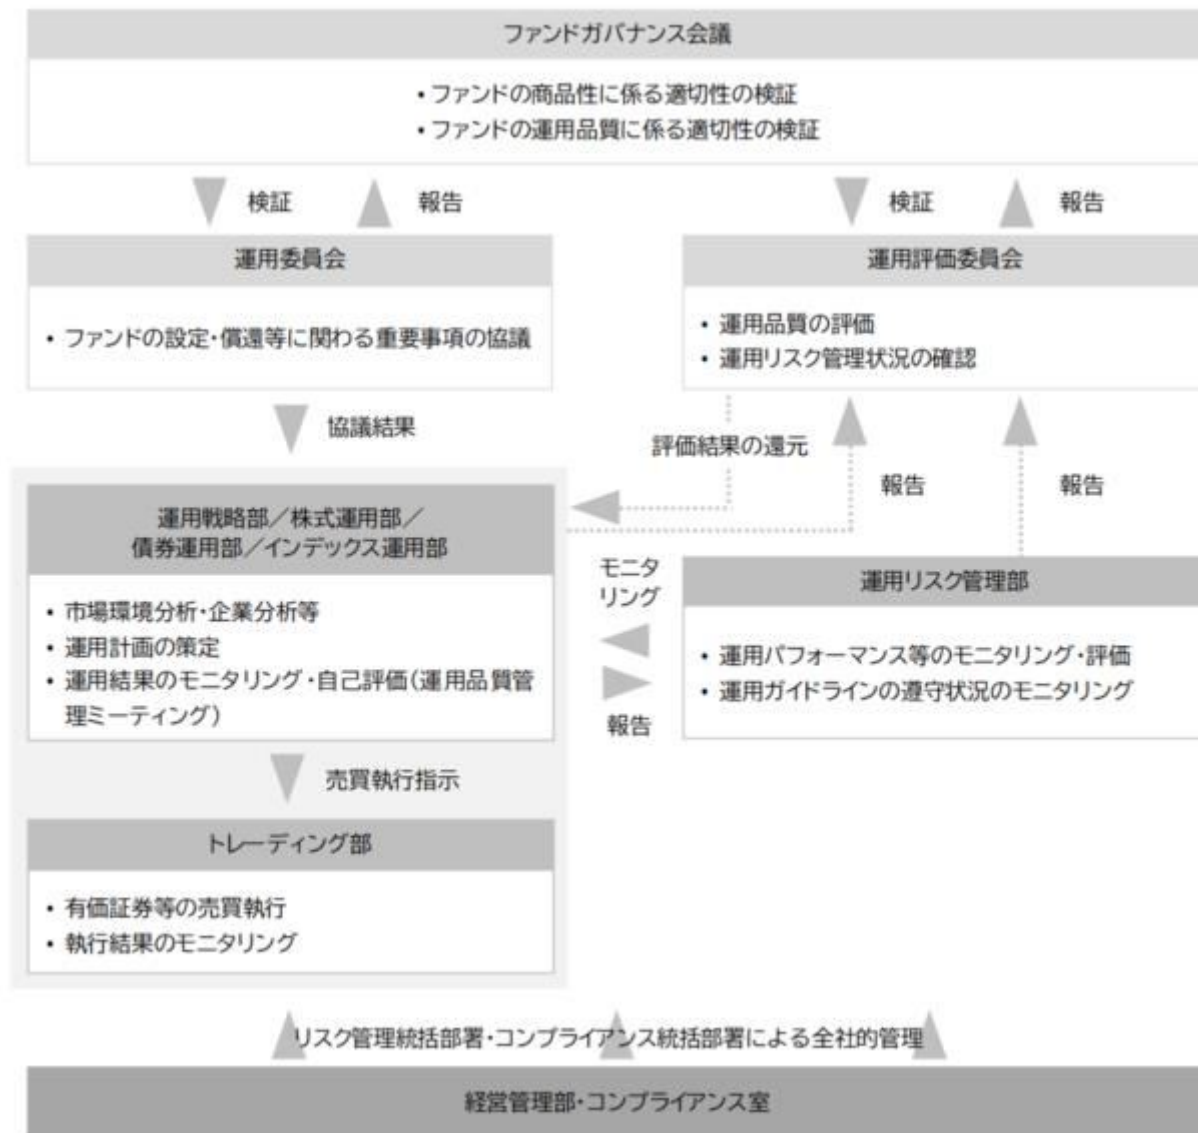 ファンドガバナンス会議
・ファンドの商品性に係る適切性の検証
・ファンドの運用品質に係る適切性の検証
検証
報告
検証
報告
運用委員会
・ファンドの設定・償還等に関わる重要事項の協議
運用評価委員会
・運用品質の評価
・運用リスク管理状況の確認
協議結果
評価結果の還元
報告
報告
運用戦略部／株式運用部／
債券運用部／インデックス運用部
・市場環境分析・企業分析等
・運用計画の策定
・運用結果のモニタリング・自己評価（運用品質管
理ミーティング）
モニタ
リング
報告
運用リスク管理部
・運用パフォーマンス等のモニタリング・評価
・運用ガイドラインの遵守状況のモニタリング
売買執行指示
トレーディング部
・有価証券等の売買執行
・執行結果のモニタリング
リスク管理統括部署・コンプライアンス統括部署による全社的管理
経営管理部・コンプライアンス室